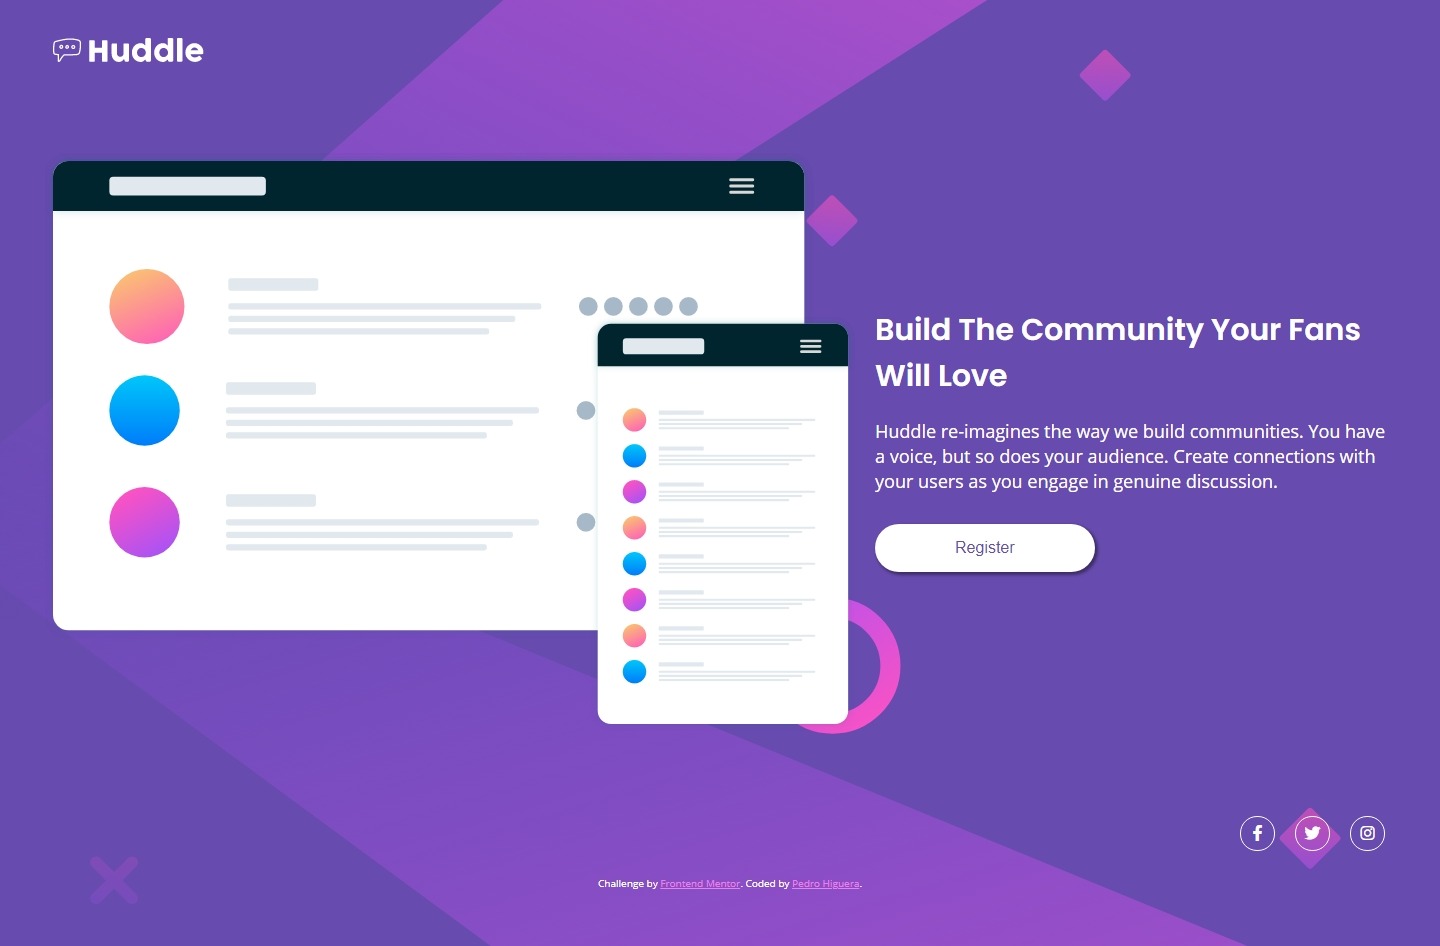 Huddle
Build The Community Your Fans
Will Love
Huddle re-imagines the way we build communities. You have
a voice, but so does your audience. Create connections with
your users as you engage in genuine discussion.
Register
Challenge by Frontend Mentor. Coded by Pedro Higuera.